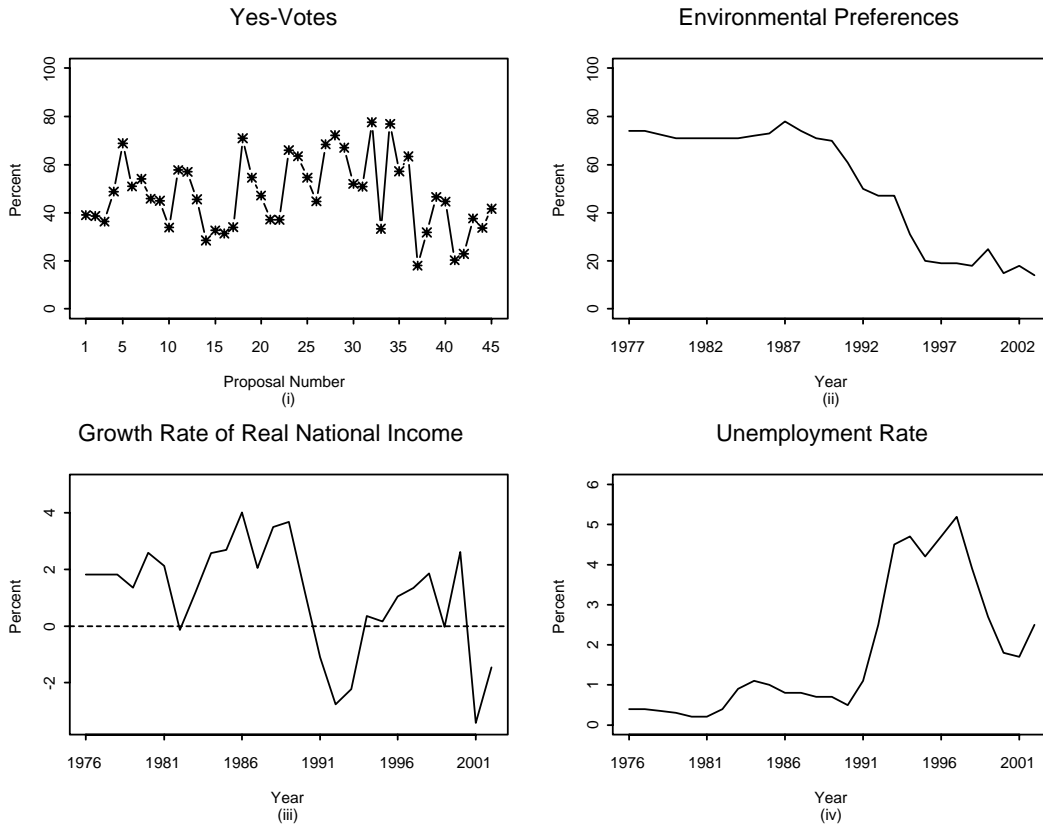 Yes-Votes
Percent
100
80
60
40
20
0
1 5 10 15 20 25 30 35 40 45
Proposal Number
(i)
Environmental Preferences
Percent
100
80
60
40
20
0
1977 1982 1987 1992 1997 2002
Year
(ii)
Growth Rate of Real National Income
Percent
4
2
0
-2
1976 1981 1986 1991 1996 2001
Year
(iii)
Unemployment Rate
Percent
6
5
4
3
2
1
0
1976 1981 1986 1991 1996 2001
Year
(iv)